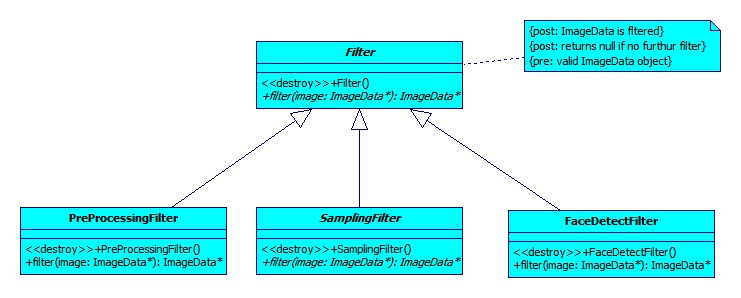 Filter
<<destroy>>+Filter()
+filter(image: ImageData*): ImageData*
{post: ImageData is fltered}
{post: returns null if no furthur filter}
{pre: valid ImageData object}
PreProcessingFilter
<<destroy>>+PreProcessingFilter()
+filter(image: ImageData*): ImageData*
SamplingFilter
<<destroy>>+SamplingFilter()
+filter(image: ImageData*): ImageData*
FaceDetectFilter
<<destroy>>+FaceDetectFilter()
+filter(image: ImageData*): ImageData*